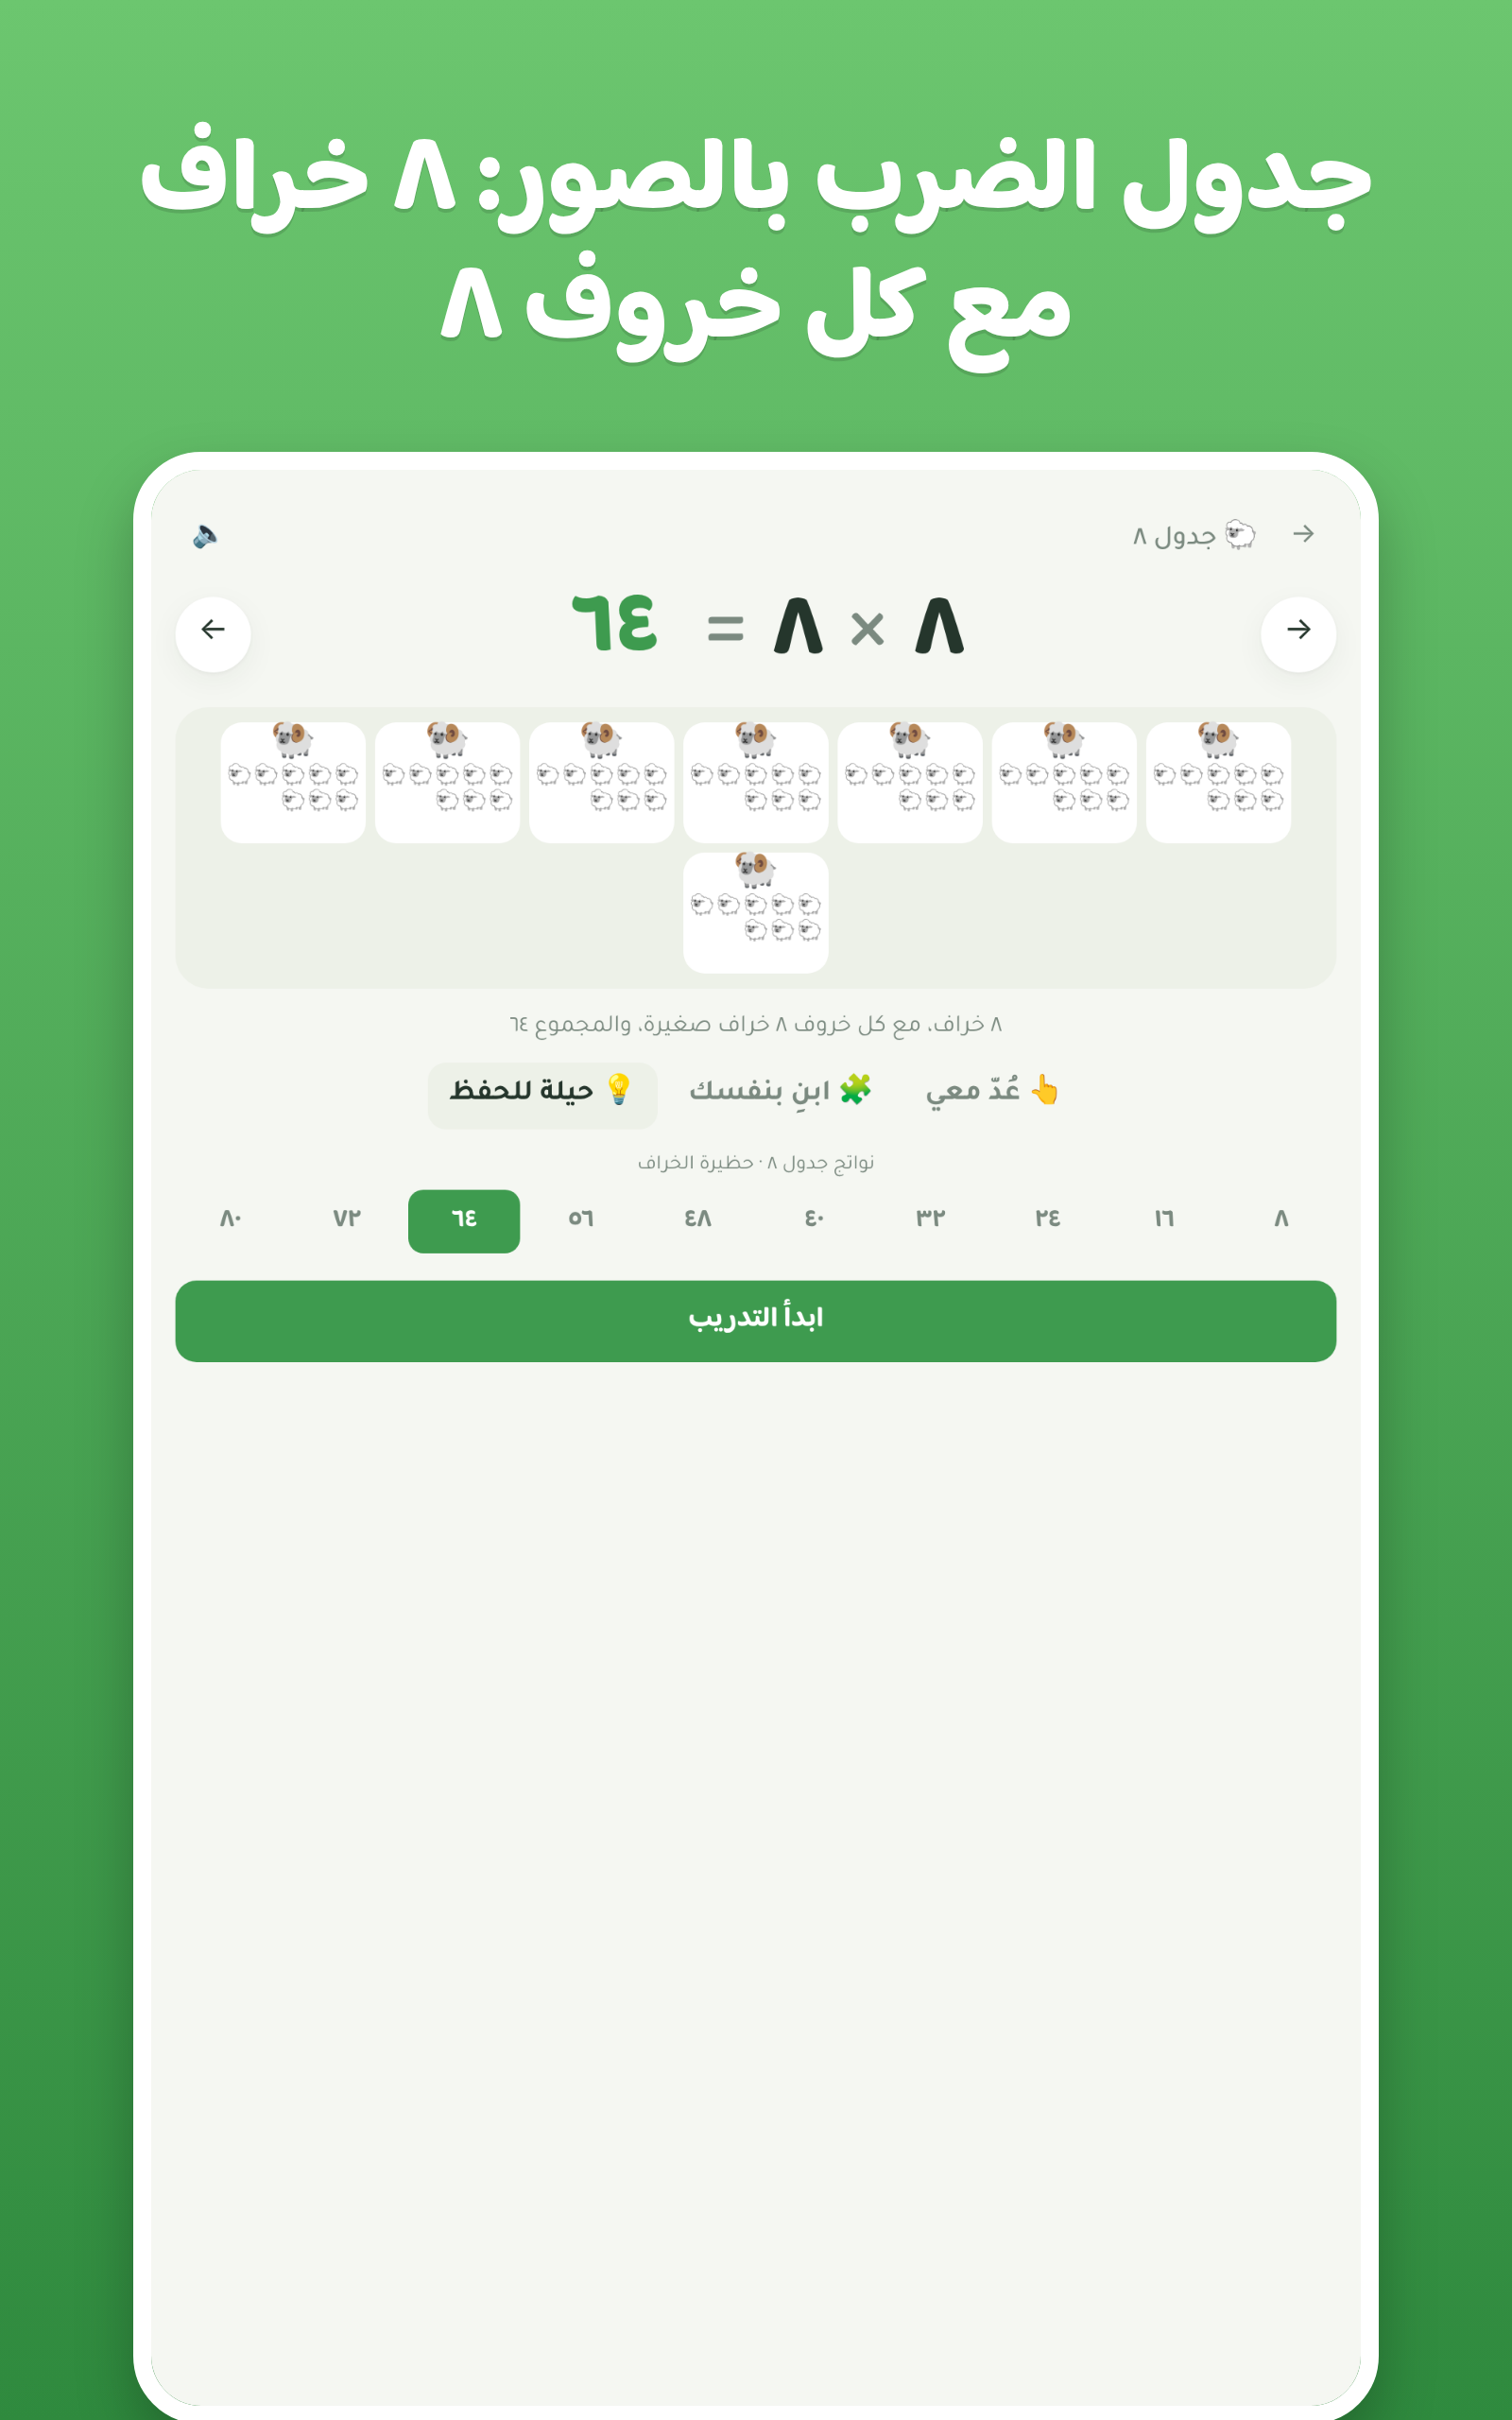 جدول الضرب بالصور: ٨ خراف
مع كل خروف ٨
→ 🐑 جدول ٨
٨ × ٨ = ٦٤
٨ خراف، مع كل خروف ٨ خراف صغيرة، والمجموع ٦٤
👆 عُدّ معي 🧩 ابنِ بنفسك 💡 حيلة للحفظ
نواتج جدول ٨ · حظيرة الخراف
٨ ١٦ ٢٤ ٣٢ ٤٠ ٤٨ ٥٦ ٦٤ ٧٢ ٨٠
ابدأ التدريب